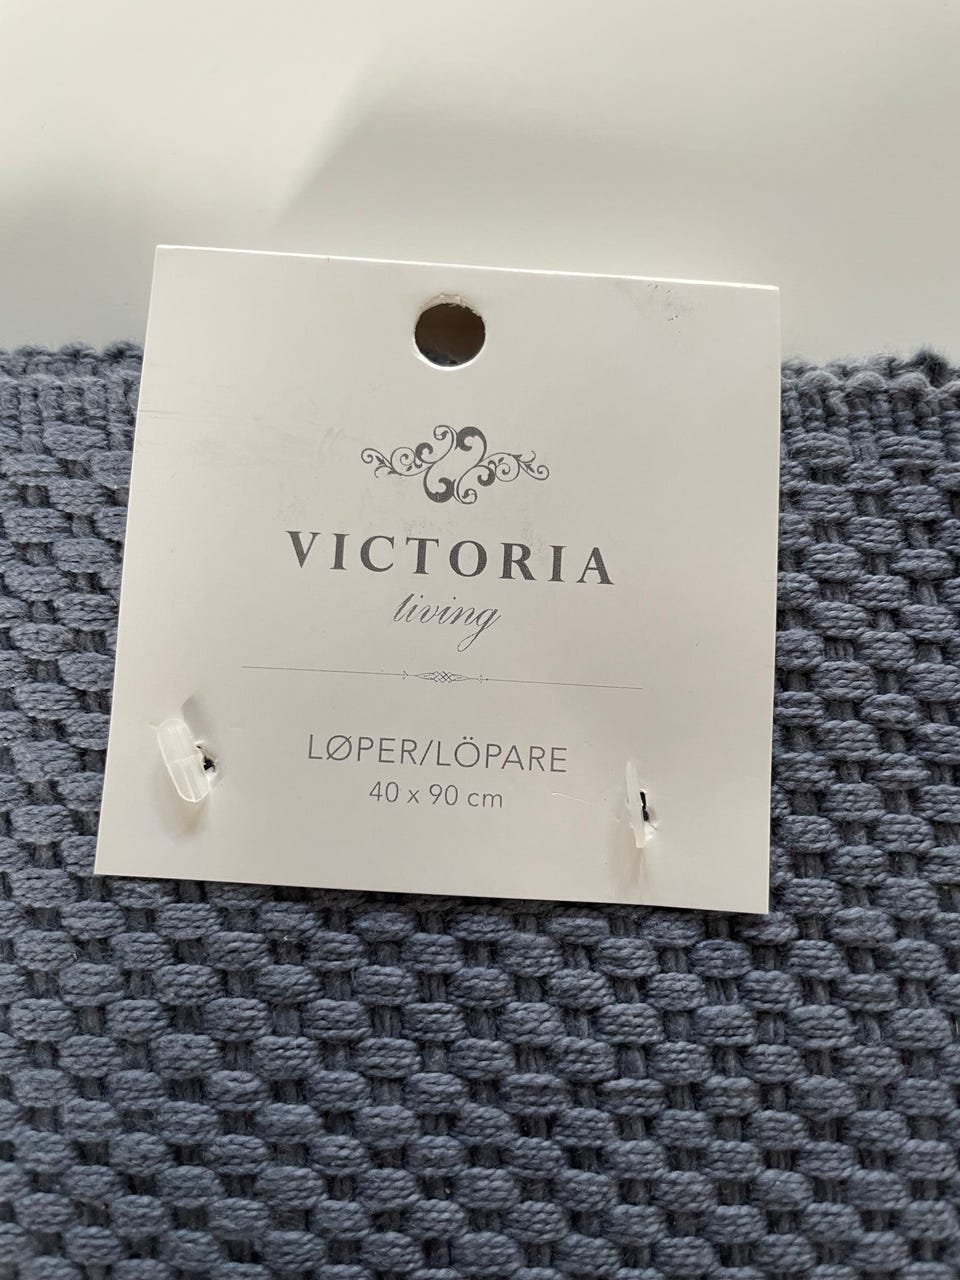 VICTORIA
living
LØPER/LÖPARE
40 x 90 cm